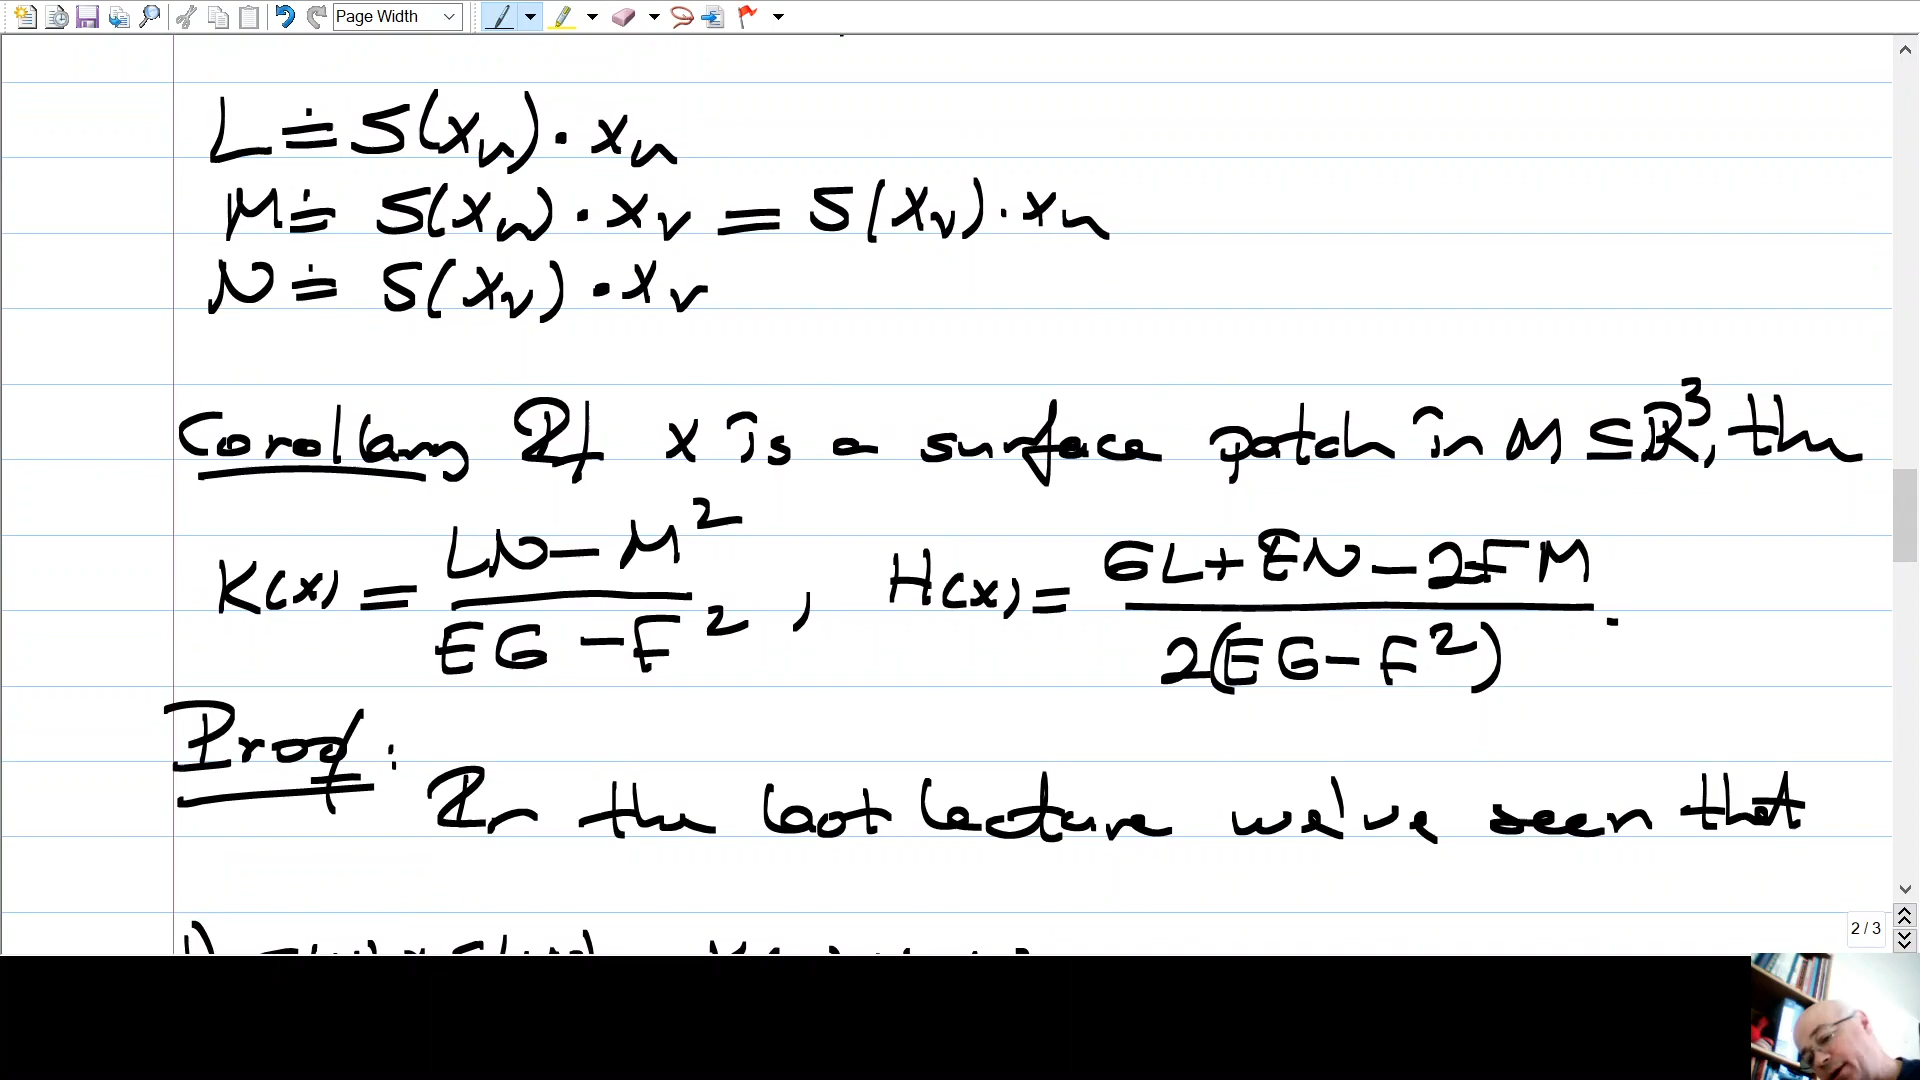 Page Width
L ≐ S(x_u) · x_u
M ≐ S(x_u) · x_v = S(x_v) · x_u
N ≐ S(x_v) · x_v
Corollary If x is a surface patch in M ⊆ ℝ³, the
K(x) = (LN − M²) / (EG − F²) , H(x) = (GL + EN − 2FM) / (2(EG − F²)) .
Proof:
In the last lecture we've seen that
2 / 3